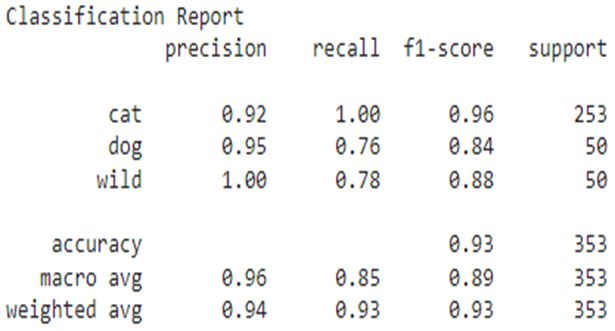 Classification Report
precision recall f1-score support
cat 0.92 1.00 0.96 253
dog 0.95 0.76 0.84 50
wild 1.00 0.78 0.88 50
accuracy 0.93 353
macro avg 0.96 0.85 0.89 353
weighted avg 0.94 0.93 0.93 353